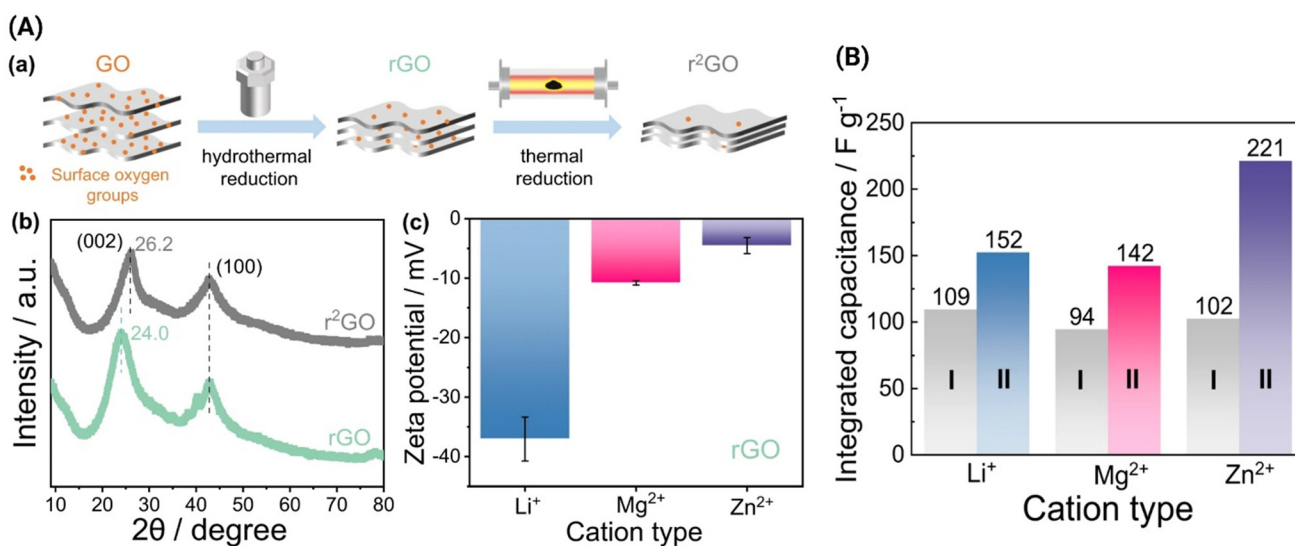 (A)
(a)
GO
rGO
r²GO
hydrothermal
reduction
thermal
reduction
Surface oxygen
groups
(b)
(002)
26.2
(100)
r²GO
24.0
rGO
Intensity / a.u.
10 20 30 40 50 60 70 80
2θ / degree
(c)
0
-10
-20
-30
-40
Zeta potential / mV
rGO
Li⁺ Mg²⁺ Zn²⁺
Cation type
(B)
Integrated capacitance / F g⁻¹
250
200
150
100
50
0
109 152 94 142 102 221
I II I II I II
Li⁺ Mg²⁺ Zn²⁺
Cation type